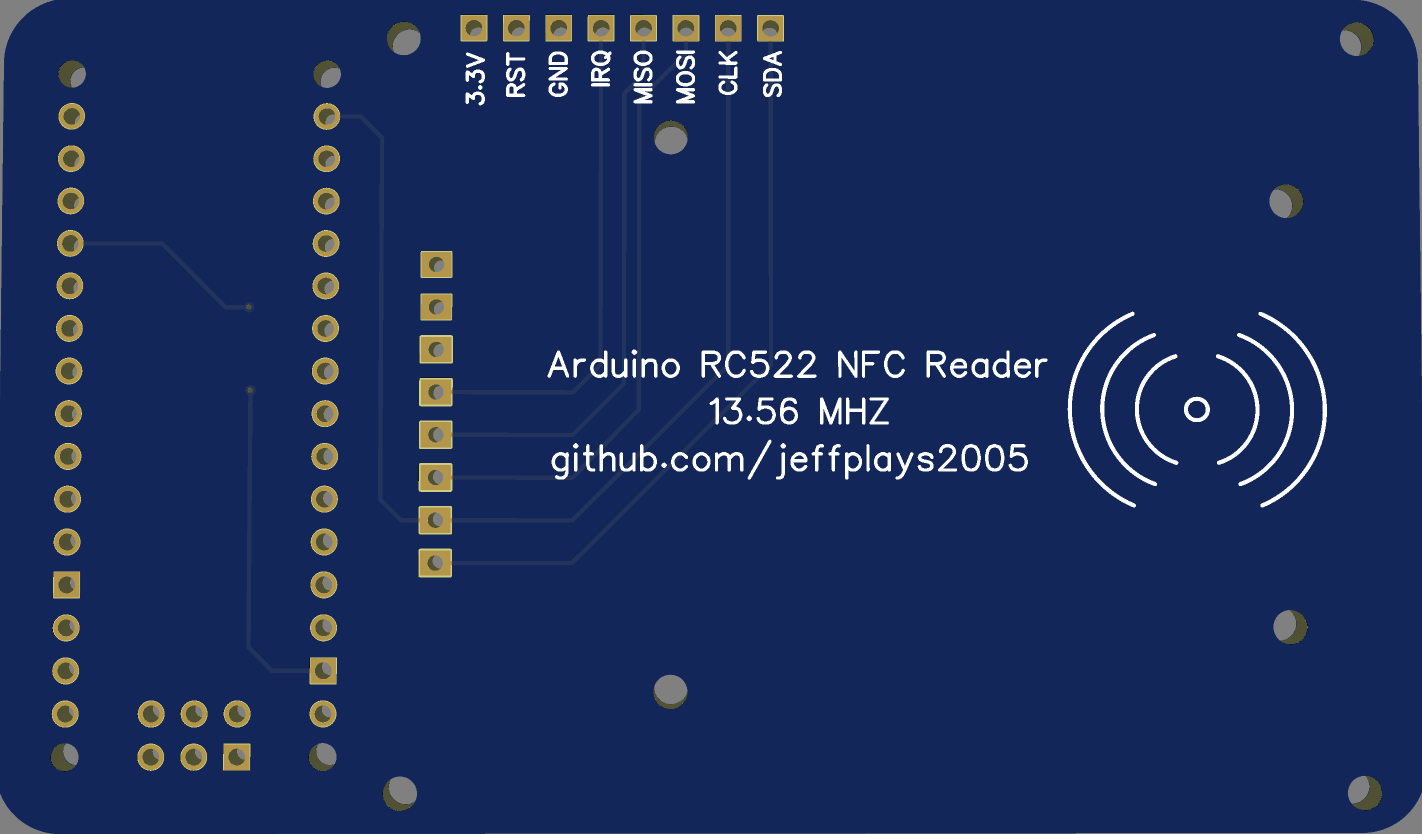 3.3V
RST
GND
IRQ
MISO
MOSI
CLK
SDA
Arduino RC522 NFC Reader
13.56 MHZ
github.com/jeffplays2005